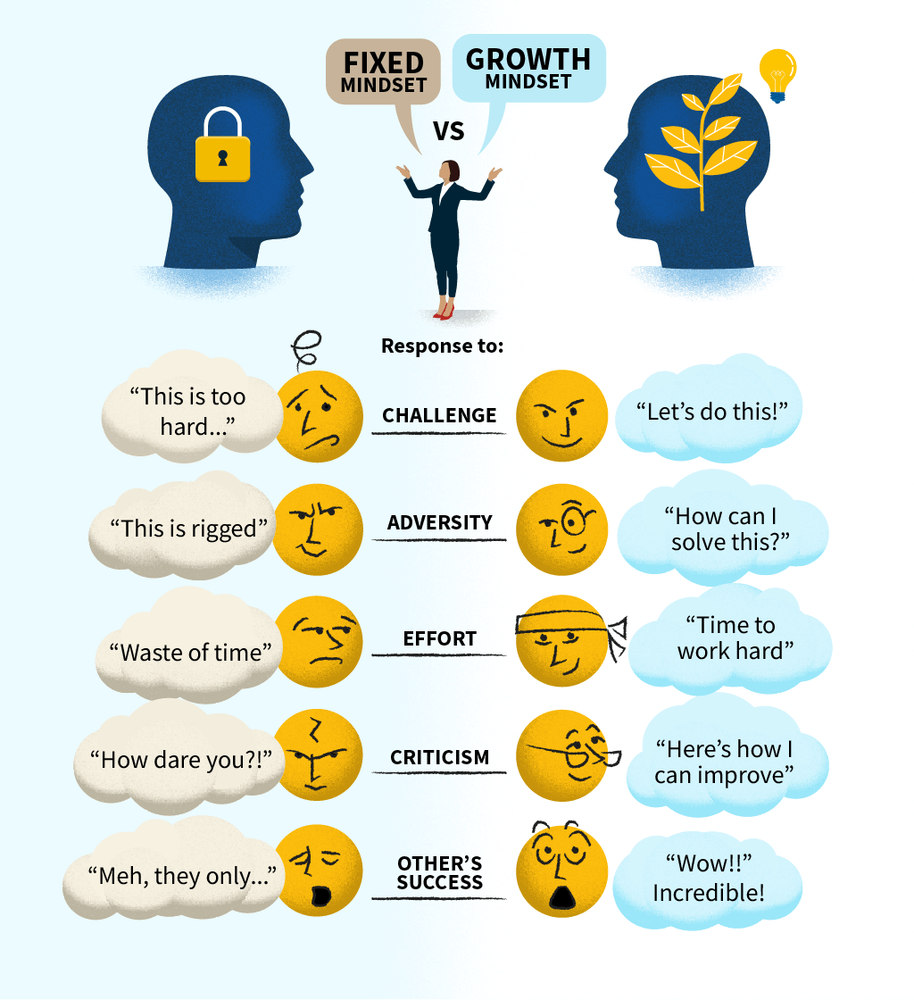 FIXED
MINDSET
GROWTH
MINDSET
VS
Response to:
“This is too
hard...”
CHALLENGE
“Let’s do this!”
“This is rigged”
ADVERSITY
“How can I
solve this?”
“Waste of time”
EFFORT
“Time to
work hard”
“How dare you?!”
CRITICISM
“Here’s how I
can improve”
“Meh, they only...”
OTHER’S
SUCCESS
“Wow!!”
Incredible!